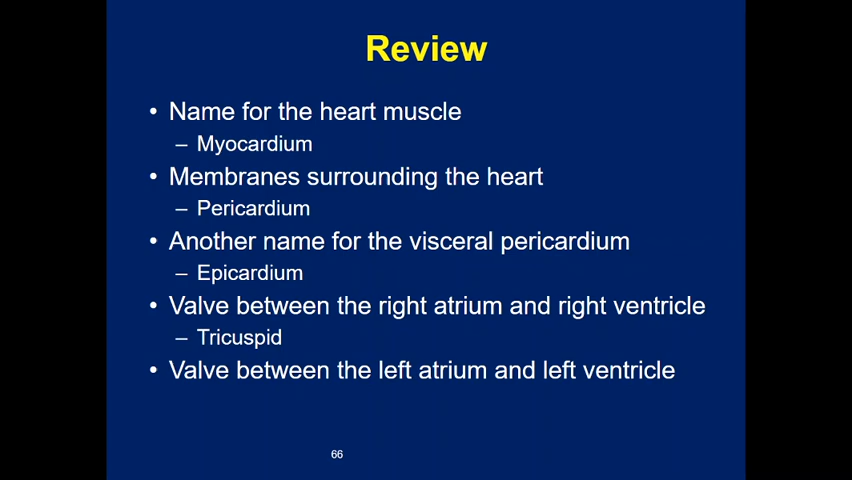 Review
• Name for the heart muscle
– Myocardium
• Membranes surrounding the heart
– Pericardium
• Another name for the visceral pericardium
– Epicardium
• Valve between the right atrium and right ventricle
– Tricuspid
• Valve between the left atrium and left ventricle
66